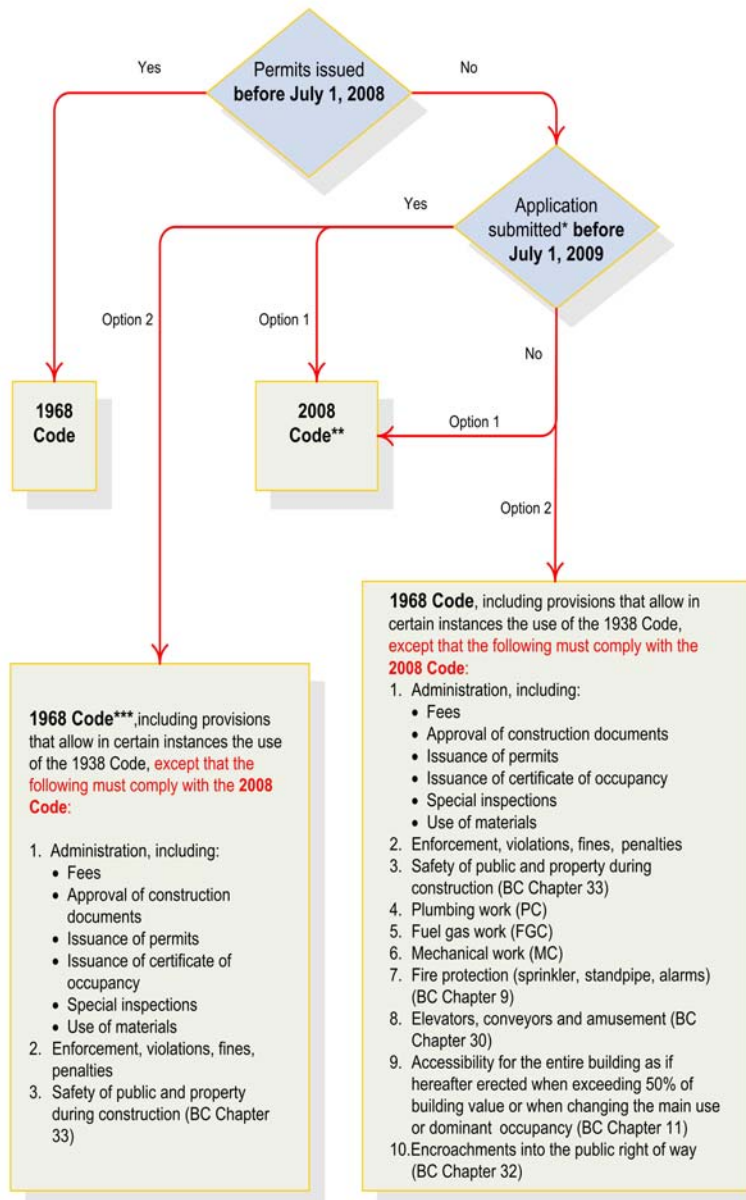 Yes
Permits issued
before July 1, 2008
No
Yes
Application
submitted* before
July 1, 2009
Option 2
Option 1
No
1968
Code
2008
Code**
Option 1
Option 2
1968 Code***,including provisions
that allow in certain instances the use
of the 1938 Code, except that the
following must comply with the 2008
Code:
1. Administration, including:
• Fees
• Approval of construction
documents
• Issuance of permits
• Issuance of certificate of
occupancy
• Special inspections
• Use of materials
2. Enforcement, violations, fines,
penalties
3. Safety of public and property
during construction (BC Chapter
33)
1968 Code, including provisions that allow in
certain instances the use of the 1938 Code,
except that the following must comply with the
2008 Code:
1. Administration, including:
• Fees
• Approval of construction documents
• Issuance of permits
• Issuance of certificate of occupancy
• Special inspections
• Use of materials
2. Enforcement, violations, fines, penalties
3. Safety of public and property during
construction (BC Chapter 33)
4. Plumbing work (PC)
5. Fuel gas work (FGC)
6. Mechanical work (MC)
7. Fire protection (sprinkler, standpipe, alarms)
(BC Chapter 9)
8. Elevators, conveyors and amusement (BC
Chapter 30)
9. Accessibility for the entire building as if
hereafter erected when exceeding 50% of
building value or when changing the main use
or dominant occupancy (BC Chapter 11)
10.Encroachments into the public right of way
(BC Chapter 32)